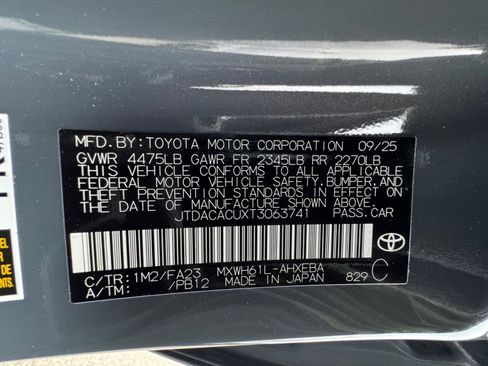 MFD.BY:TOYOTA MOTOR CORPORATION 09/25
GVWR 4475LB GAWR FR 2345LB RR 2270LB
THIS VEHICLE CONFORMS TO ALL APPLICABLE
FEDERAL MOTOR VEHICLE SAFETY, BUMPER, AND
THEFT PREVENTION STANDARDS IN EFFECT ON
THE DATE OF MANUFACTURE SHOWN ABOVE.
JTDACACUXT3063741 PASS.CAR
C/TR:1M2/FA23 MXWH61L-AHXEBA C
A/TM: /PB12 MADE IN JAPAN 829
DE
ENTS.